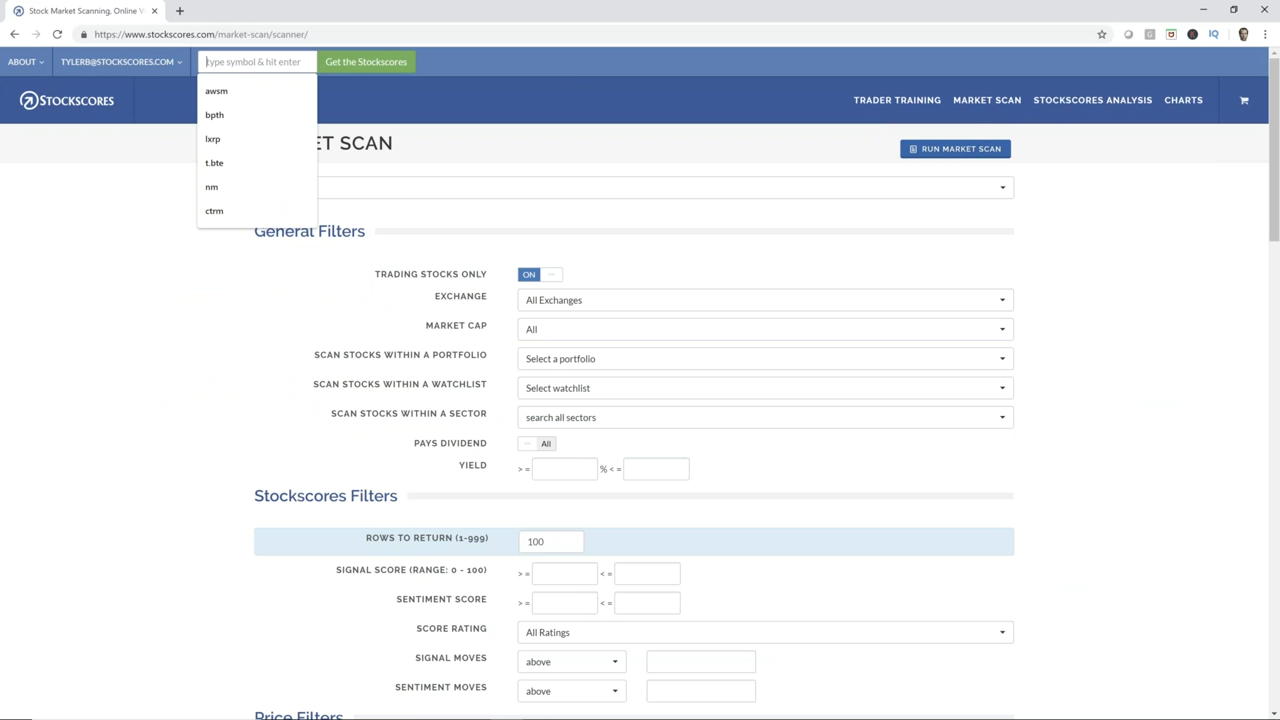 Stock Market Scanning, Online V
https://www.stockscores.com/market-scan/scanner/
ABOUT
TYLERB@STOCKSCORES.COM
type symbol & hit enter
Get the Stockscores
awsm
bpth
lxrp
t.bte
nm
ctrm
STOCKSCORES
TRADER TRAINING
MARKET SCAN
STOCKSCORES ANALYSIS
CHARTS
ET SCAN
RUN MARKET SCAN
General Filters
TRADING STOCKS ONLY
ON
EXCHANGE
All Exchanges
MARKET CAP
All
SCAN STOCKS WITHIN A PORTFOLIO
Select a portfolio
SCAN STOCKS WITHIN A WATCHLIST
Select watchlist
SCAN STOCKS WITHIN A SECTOR
search all sectors
PAYS DIVIDEND
All
YIELD
> =
% < =
Stockscores Filters
ROWS TO RETURN (1-999)
100
SIGNAL SCORE (RANGE: 0 - 100)
> =
< =
SENTIMENT SCORE
> =
< =
SCORE RATING
All Ratings
SIGNAL MOVES
above
SENTIMENT MOVES
above
Price Filters